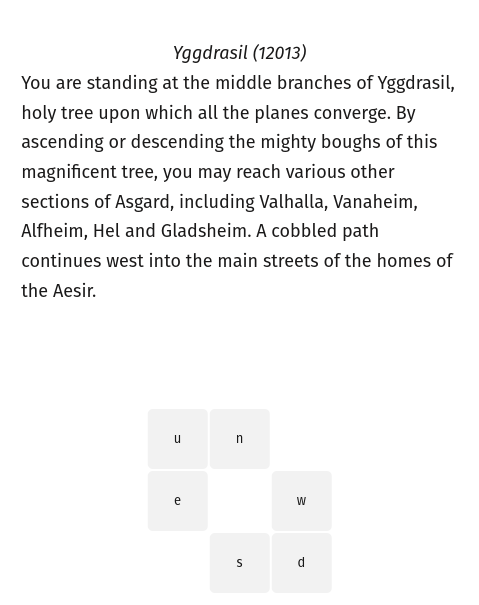 Yggdrasil (12013)
You are standing at the middle branches of Yggdrasil,
holy tree upon which all the planes converge. By
ascending or descending the mighty boughs of this
magnificent tree, you may reach various other
sections of Asgard, including Valhalla, Vanaheim,
Alfheim, Hel and Gladsheim. A cobbled path
continues west into the main streets of the homes of
the Aesir.
u n
e w
s d